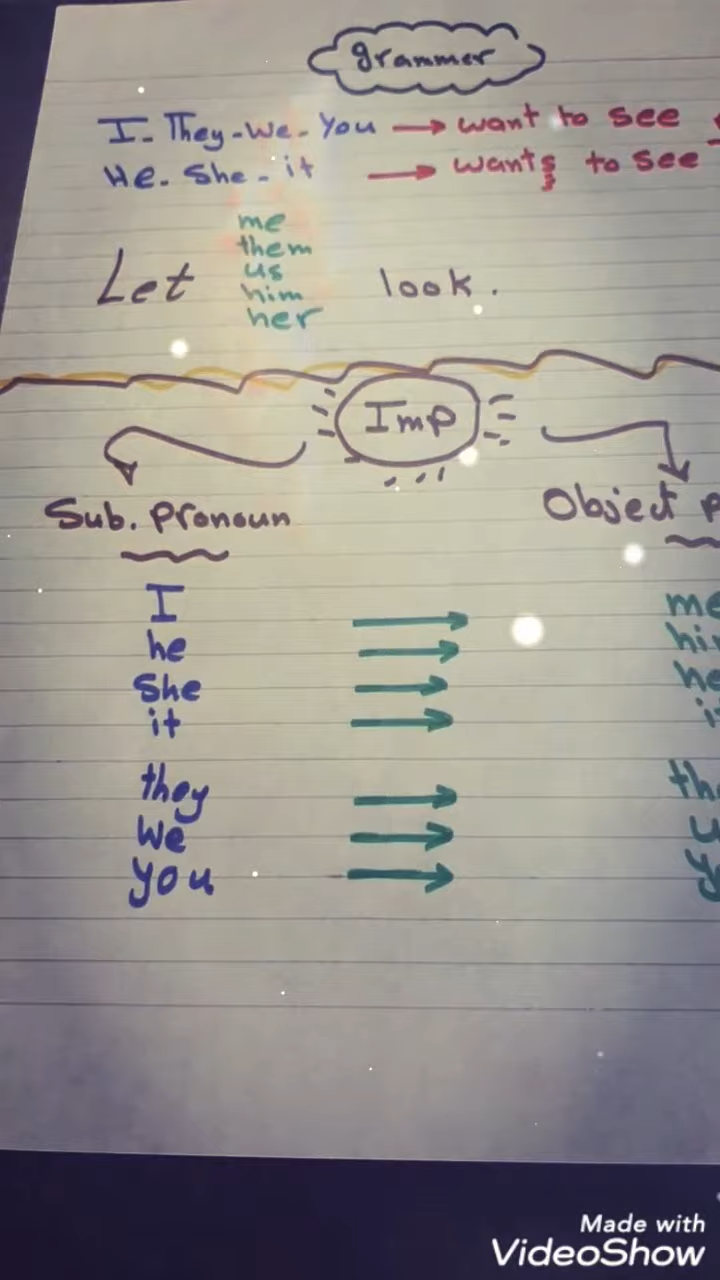 grammer
I - They - We - You → want to see
He - She - it → wants to see
Let me them us him her look.
Imp
Sub. Pronoun Object
I → me
he →
She →
it →
they →
We →
you →
Made with
VideoShow